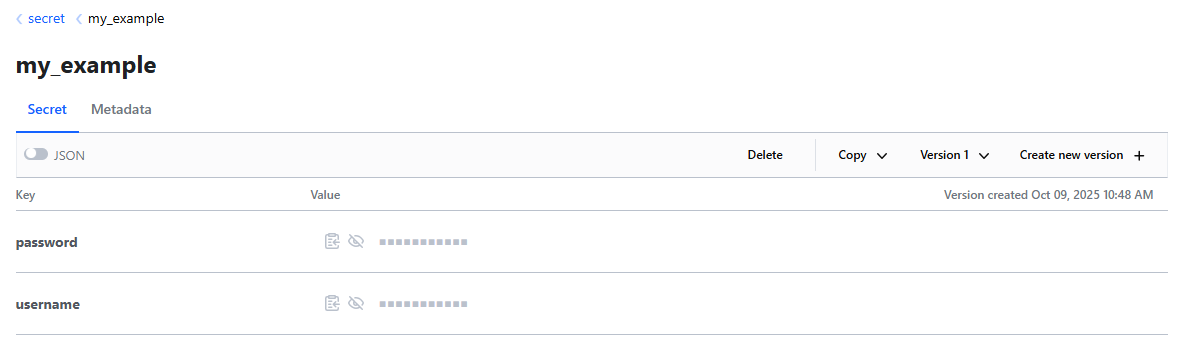 secret my_example
my_example
Secret Metadata
JSON Delete Copy Version 1 Create new version +
Key Value Version created Oct 09, 2025 10:48 AM
password
username